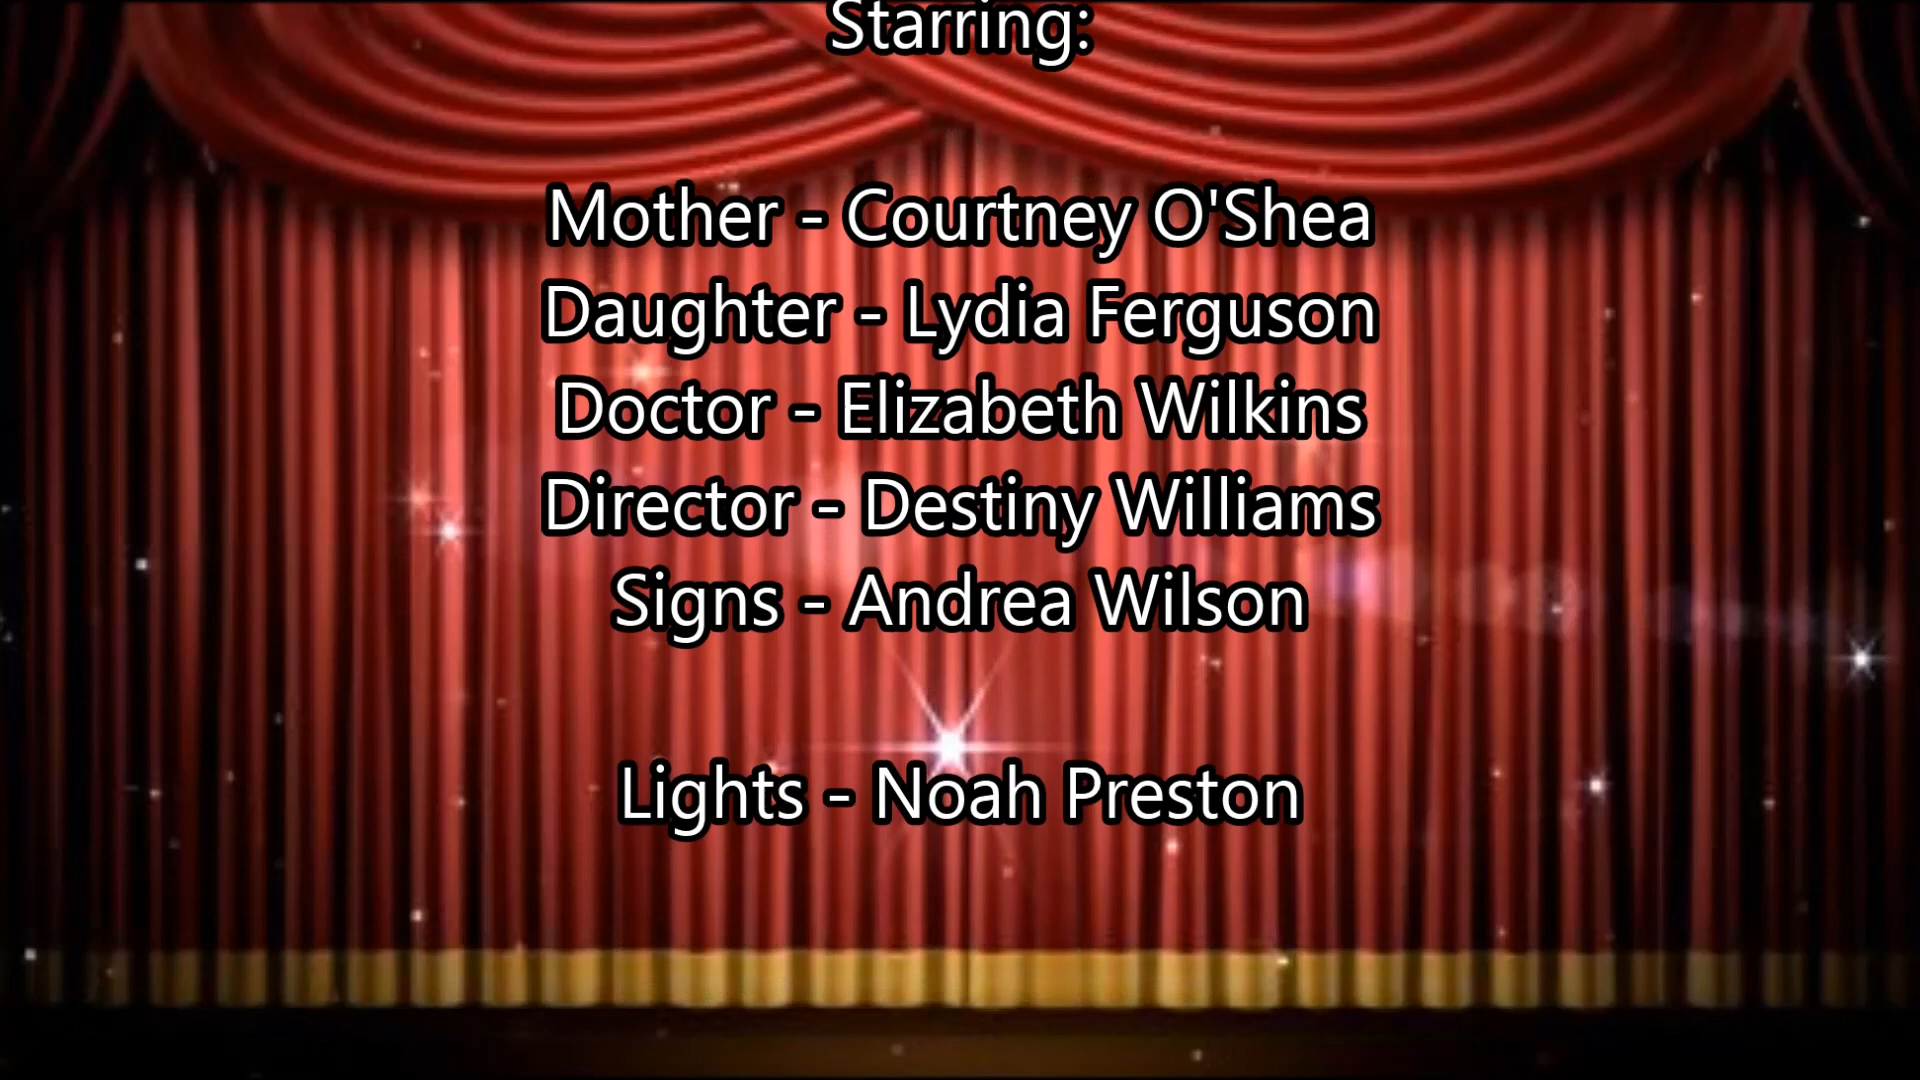 Starring:
Mother - Courtney O'Shea
Daughter - Lydia Ferguson
Doctor - Elizabeth Wilkins
Director - Destiny Williams
Signs - Andrea Wilson
Lights - Noah Preston